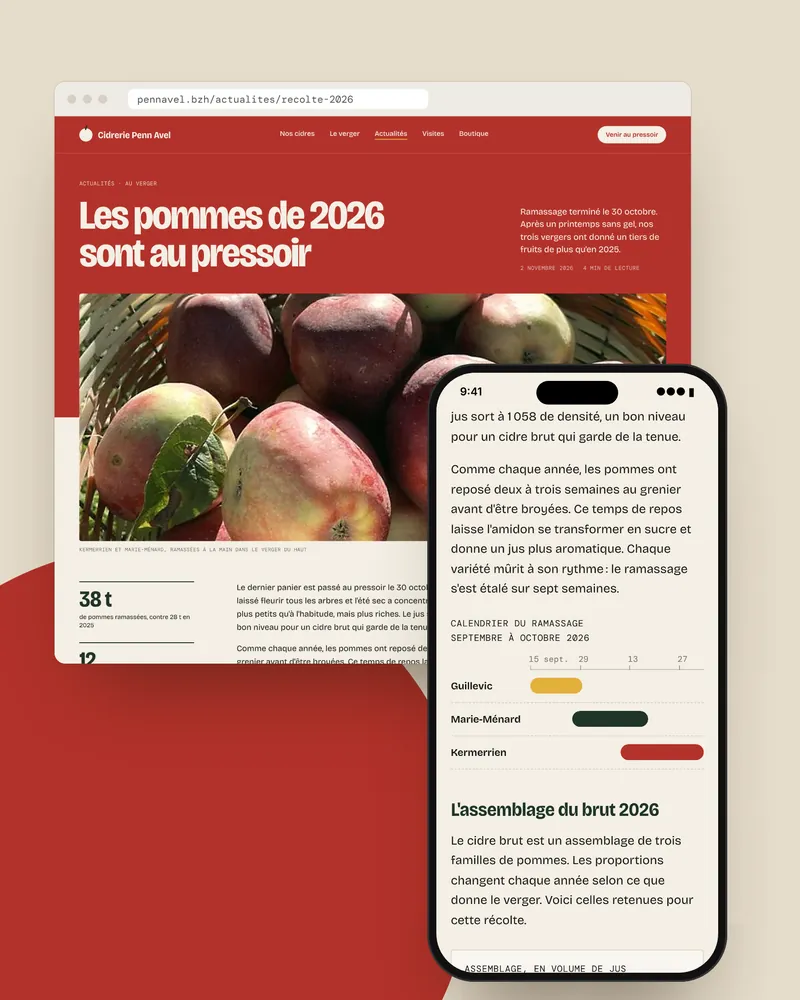 pennavel.bzh/actualites/recolte-2026
Cidrerie Penn Avel
Nos cidres
Le verger
Actualités
Visites
Boutique
Venir au pressoir
ACTUALITÉS · AU VERGER
Les pommes de 2026
sont au pressoir
Ramassage terminé le 30 octobre.
Après un printemps sans gel, nos
trois vergers ont donné un tiers de
fruits de plus qu'en 2025.
2 NOVEMBRE 2026 · 4 MIN DE LECTURE
KERMERRIEN ET MARIE-MÉNARD, RAMASSÉES À LA MAIN DANS LE VERGER DU HAUT
38 t
de pommes ramassées, contre 28 t en
2025
12
Le dernier panier est passé au pressoir le 30 octo
laissé fleurir tous les arbres et l'été sec a concent
plus petits qu'à l'habitude, mais plus riches. Le jus
bon niveau pour un cidre brut qui garde de la tenu
Comme chaque année, les pommes ont reposé de
grenier avant d'être broyées. Ce temps de repos la
9:41
jus sort à 1 058 de densité, un bon niveau
pour un cidre brut qui garde de la tenue.
Comme chaque année, les pommes ont
reposé deux à trois semaines au grenier
avant d'être broyées. Ce temps de repos
laisse l'amidon se transformer en sucre et
donne un jus plus aromatique. Chaque
variété mûrit à son rythme : le ramassage
s'est étalé sur sept semaines.
CALENDRIER DU RAMASSAGE
SEPTEMBRE À OCTOBRE 2026
15 sept. 29 13 27
Guillevic
Marie-Ménard
Kermerrien
L'assemblage du brut 2026
Le cidre brut est un assemblage de trois
familles de pommes. Les proportions
changent chaque année selon ce que
donne le verger. Voici celles retenues pour
cette récolte.
ASSEMBLAGE, EN VOLUME DE JUS